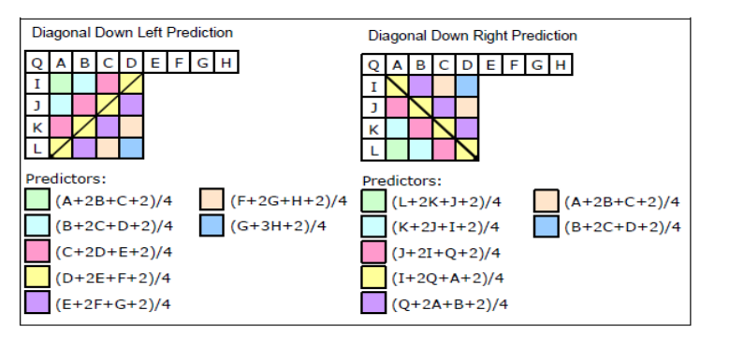 Diagonal Down Left Prediction
Q A B C D E F G H
I
J
K
L
Predictors:
(A+2B+C+2)/4
(B+2C+D+2)/4
(C+2D+E+2)/4
(D+2E+F+2)/4
(E+2F+G+2)/4
(F+2G+H+2)/4
(G+3H+2)/4
Diagonal Down Right Prediction
Q A B C D E F G H
I
J
K
L
Predictors:
(L+2K+J+2)/4
(K+2J+I+2)/4
(J+2I+Q+2)/4
(I+2Q+A+2)/4
(Q+2A+B+2)/4
(A+2B+C+2)/4
(B+2C+D+2)/4